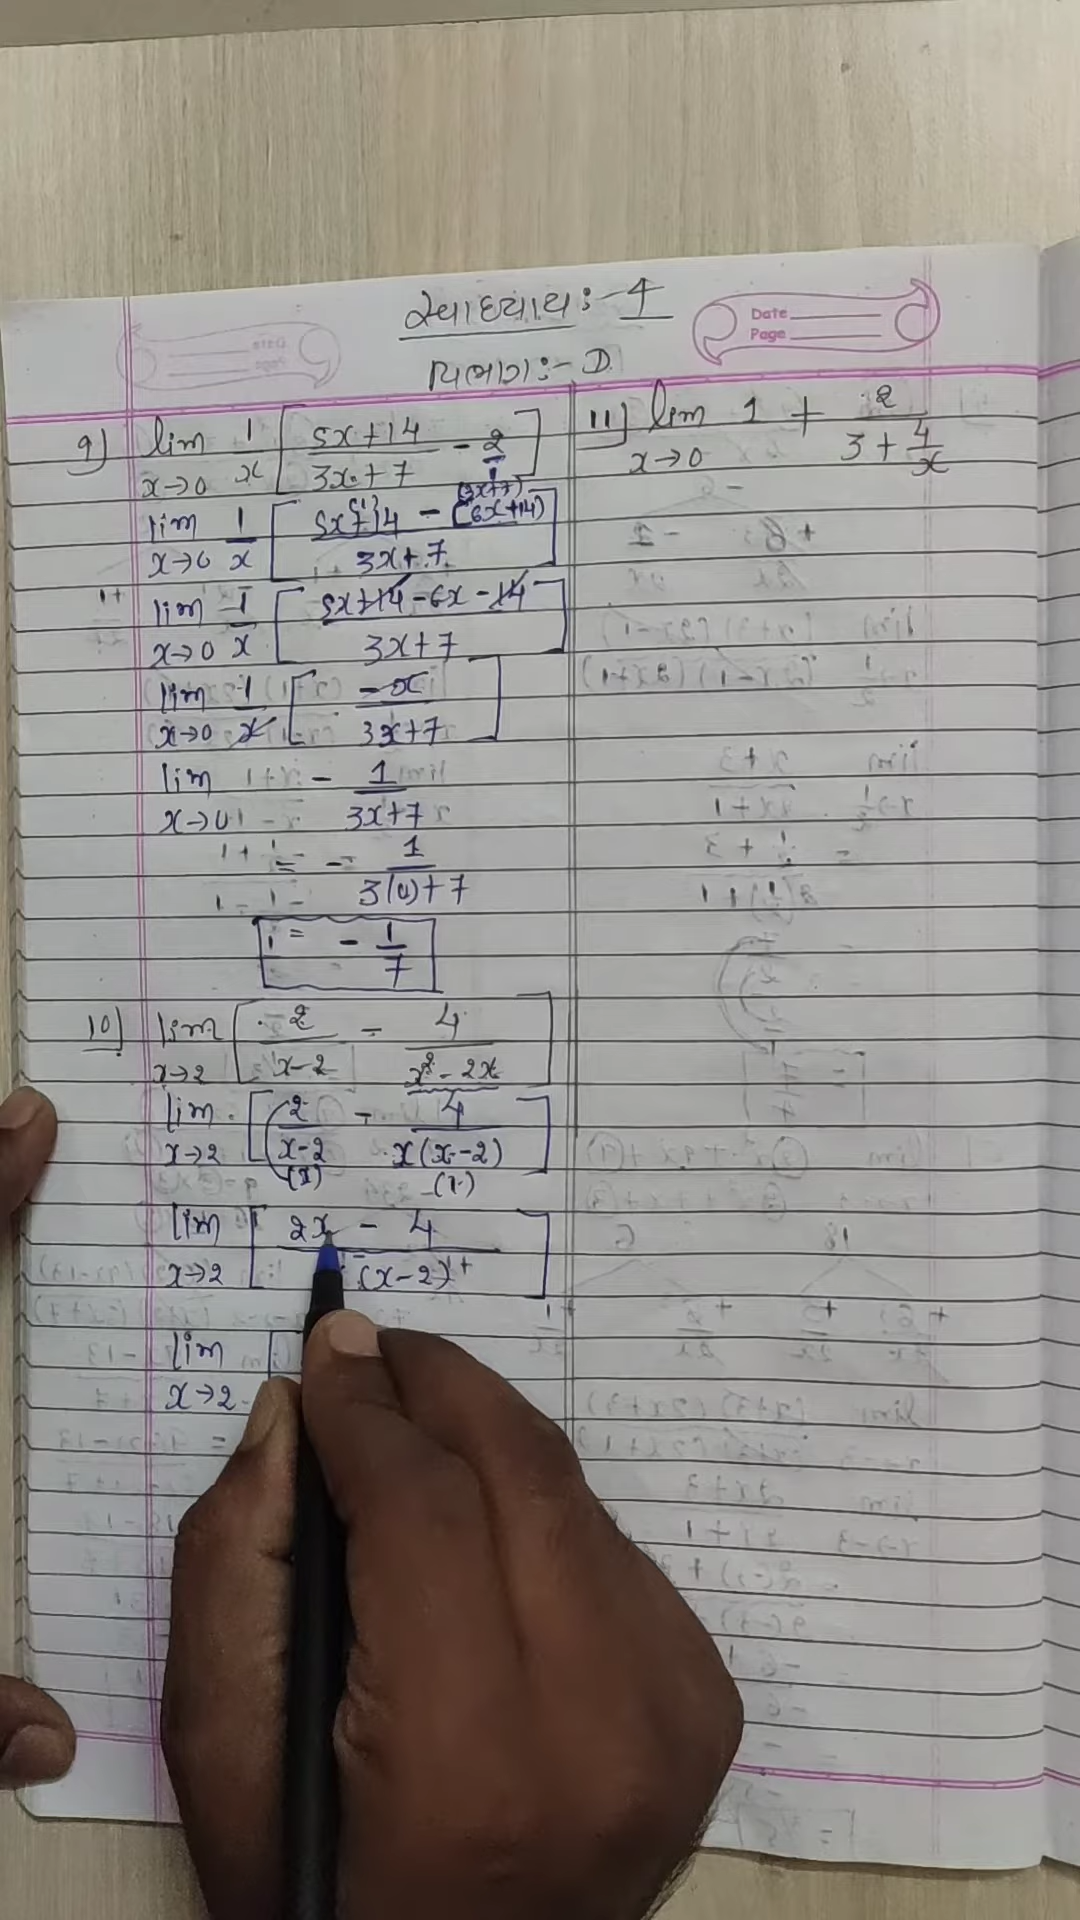 સ્વાધ્યાય :- 4
Date
Page
વિભાગ :- D
9) lim x→0 1/x [ 5x+14 / 3x+7 - 2/1 ]
(3x+7)
lim x→0 1/x [ 5x+14 - (6x+14) / 3x+7 ]
lim x→0 1/x [ 5x+14 - 6x - 14 / 3x+7 ]
lim x→0 1/x [ -x / 3x+7 ]
lim x→0 - 1 / 3x+7
= - 1 / 3(0)+7
= - 1/7
10) lim x→2 [ 2 / x-2 - 4 / x² - 2x ]
lim x→2 [ 2 / x-2 - 4 / x(x-2) ]
(x)
lim x→2 [ 2x - 4 / (x-2) ]
lim x→2
11) lim x→0 1 + 2 / 3 + 4/x